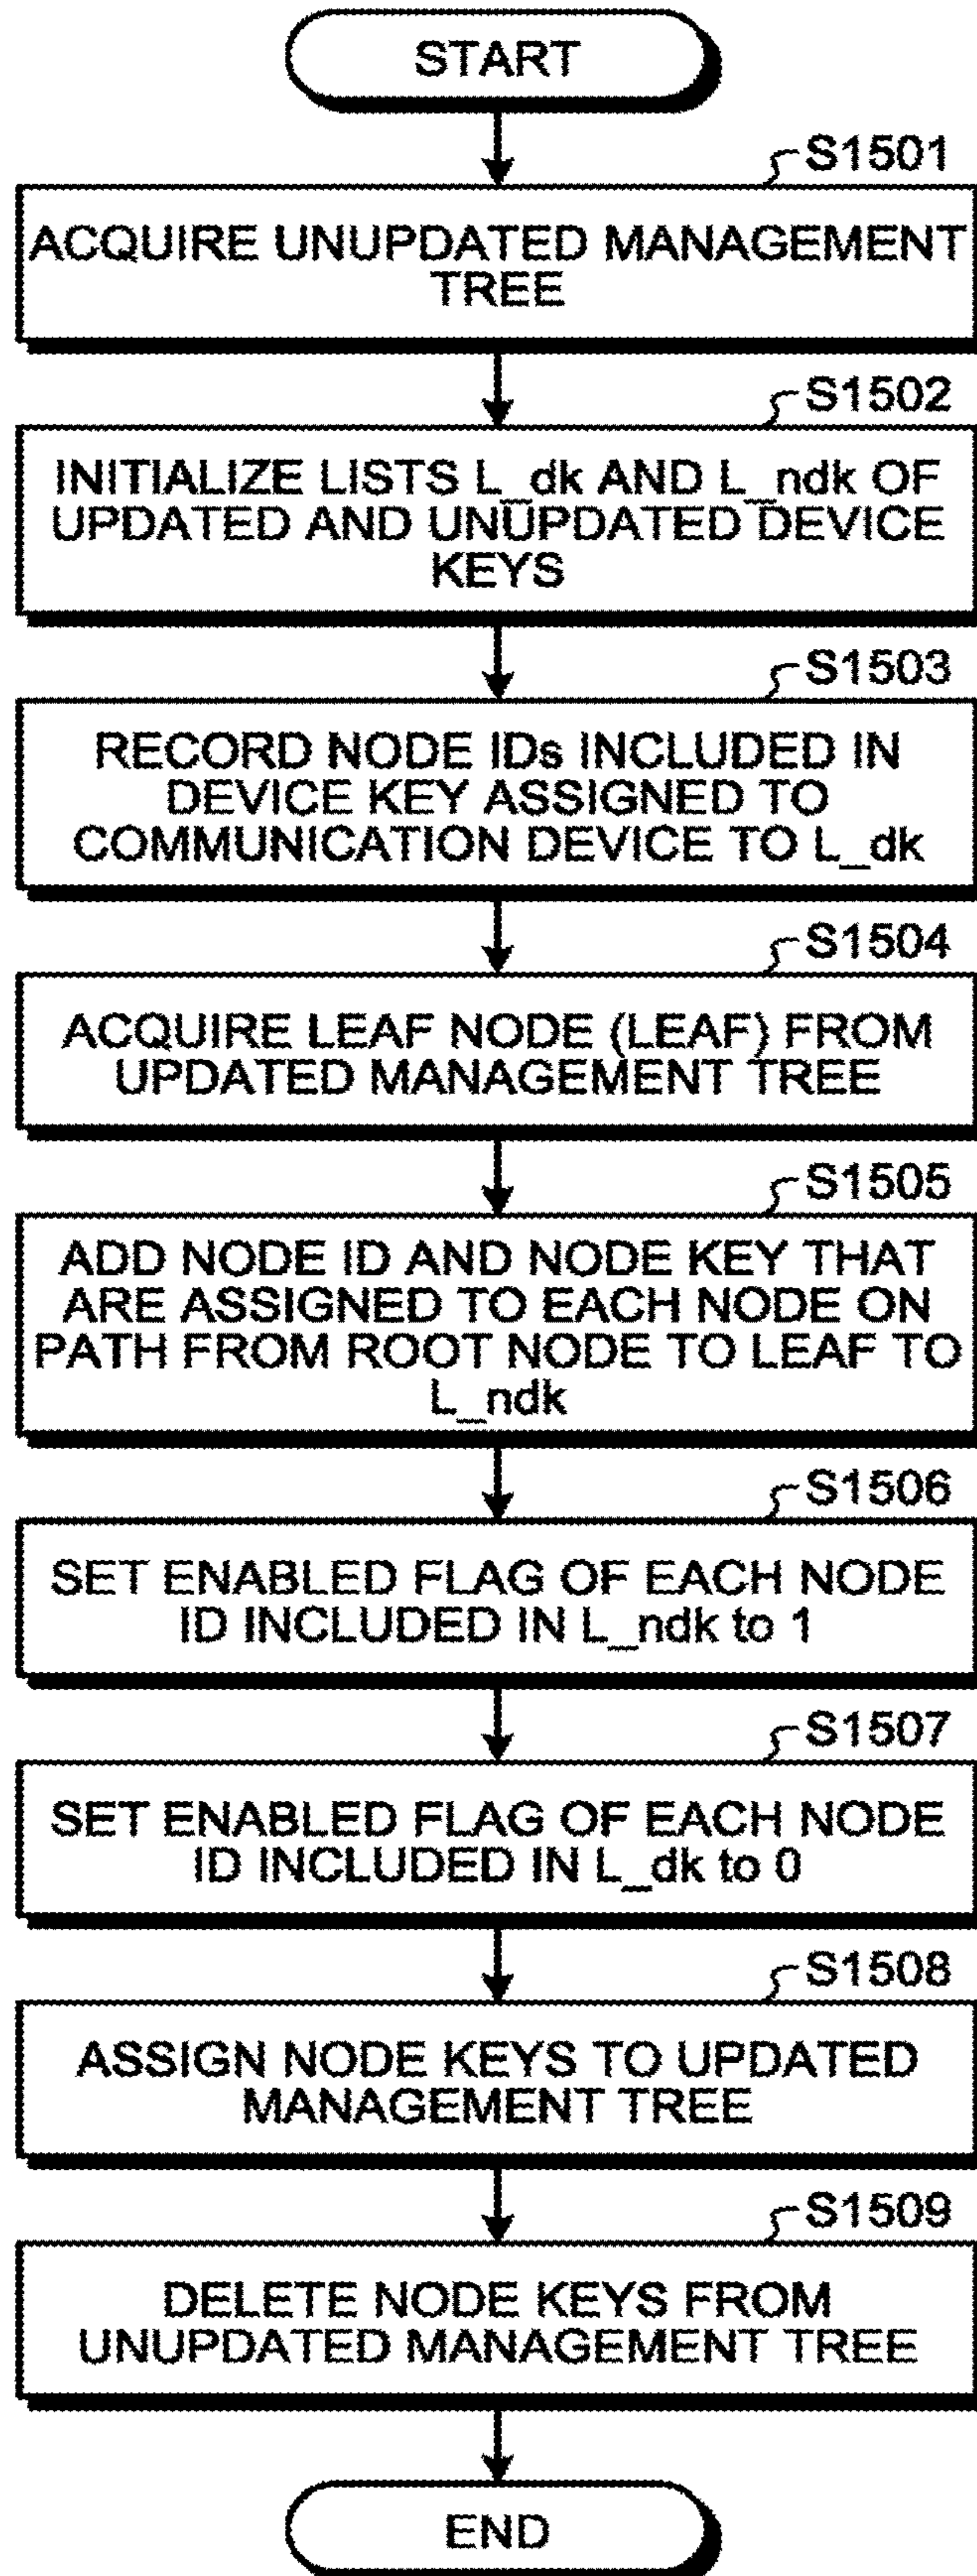 START
S1501
ACQUIRE UNUPDATED MANAGEMENT
TREE
S1502
INITIALIZE LISTS L_dk AND L_ndk OF
UPDATED AND UNUPDATED DEVICE
KEYS
S1503
RECORD NODE IDs INCLUDED IN
DEVICE KEY ASSIGNED TO
COMMUNICATION DEVICE TO L_dk
S1504
ACQUIRE LEAF NODE (LEAF) FROM
UPDATED MANAGEMENT TREE
S1505
ADD NODE ID AND NODE KEY THAT
ARE ASSIGNED TO EACH NODE ON
PATH FROM ROOT NODE TO LEAF TO
L_ndk
S1506
SET ENABLED FLAG OF EACH NODE
ID INCLUDED IN L_ndk to 1
S1507
SET ENABLED FLAG OF EACH NODE
ID INCLUDED IN L_dk to 0
S1508
ASSIGN NODE KEYS TO UPDATED
MANAGEMENT TREE
S1509
DELETE NODE KEYS FROM
UNUPDATED MANAGEMENT TREE
END